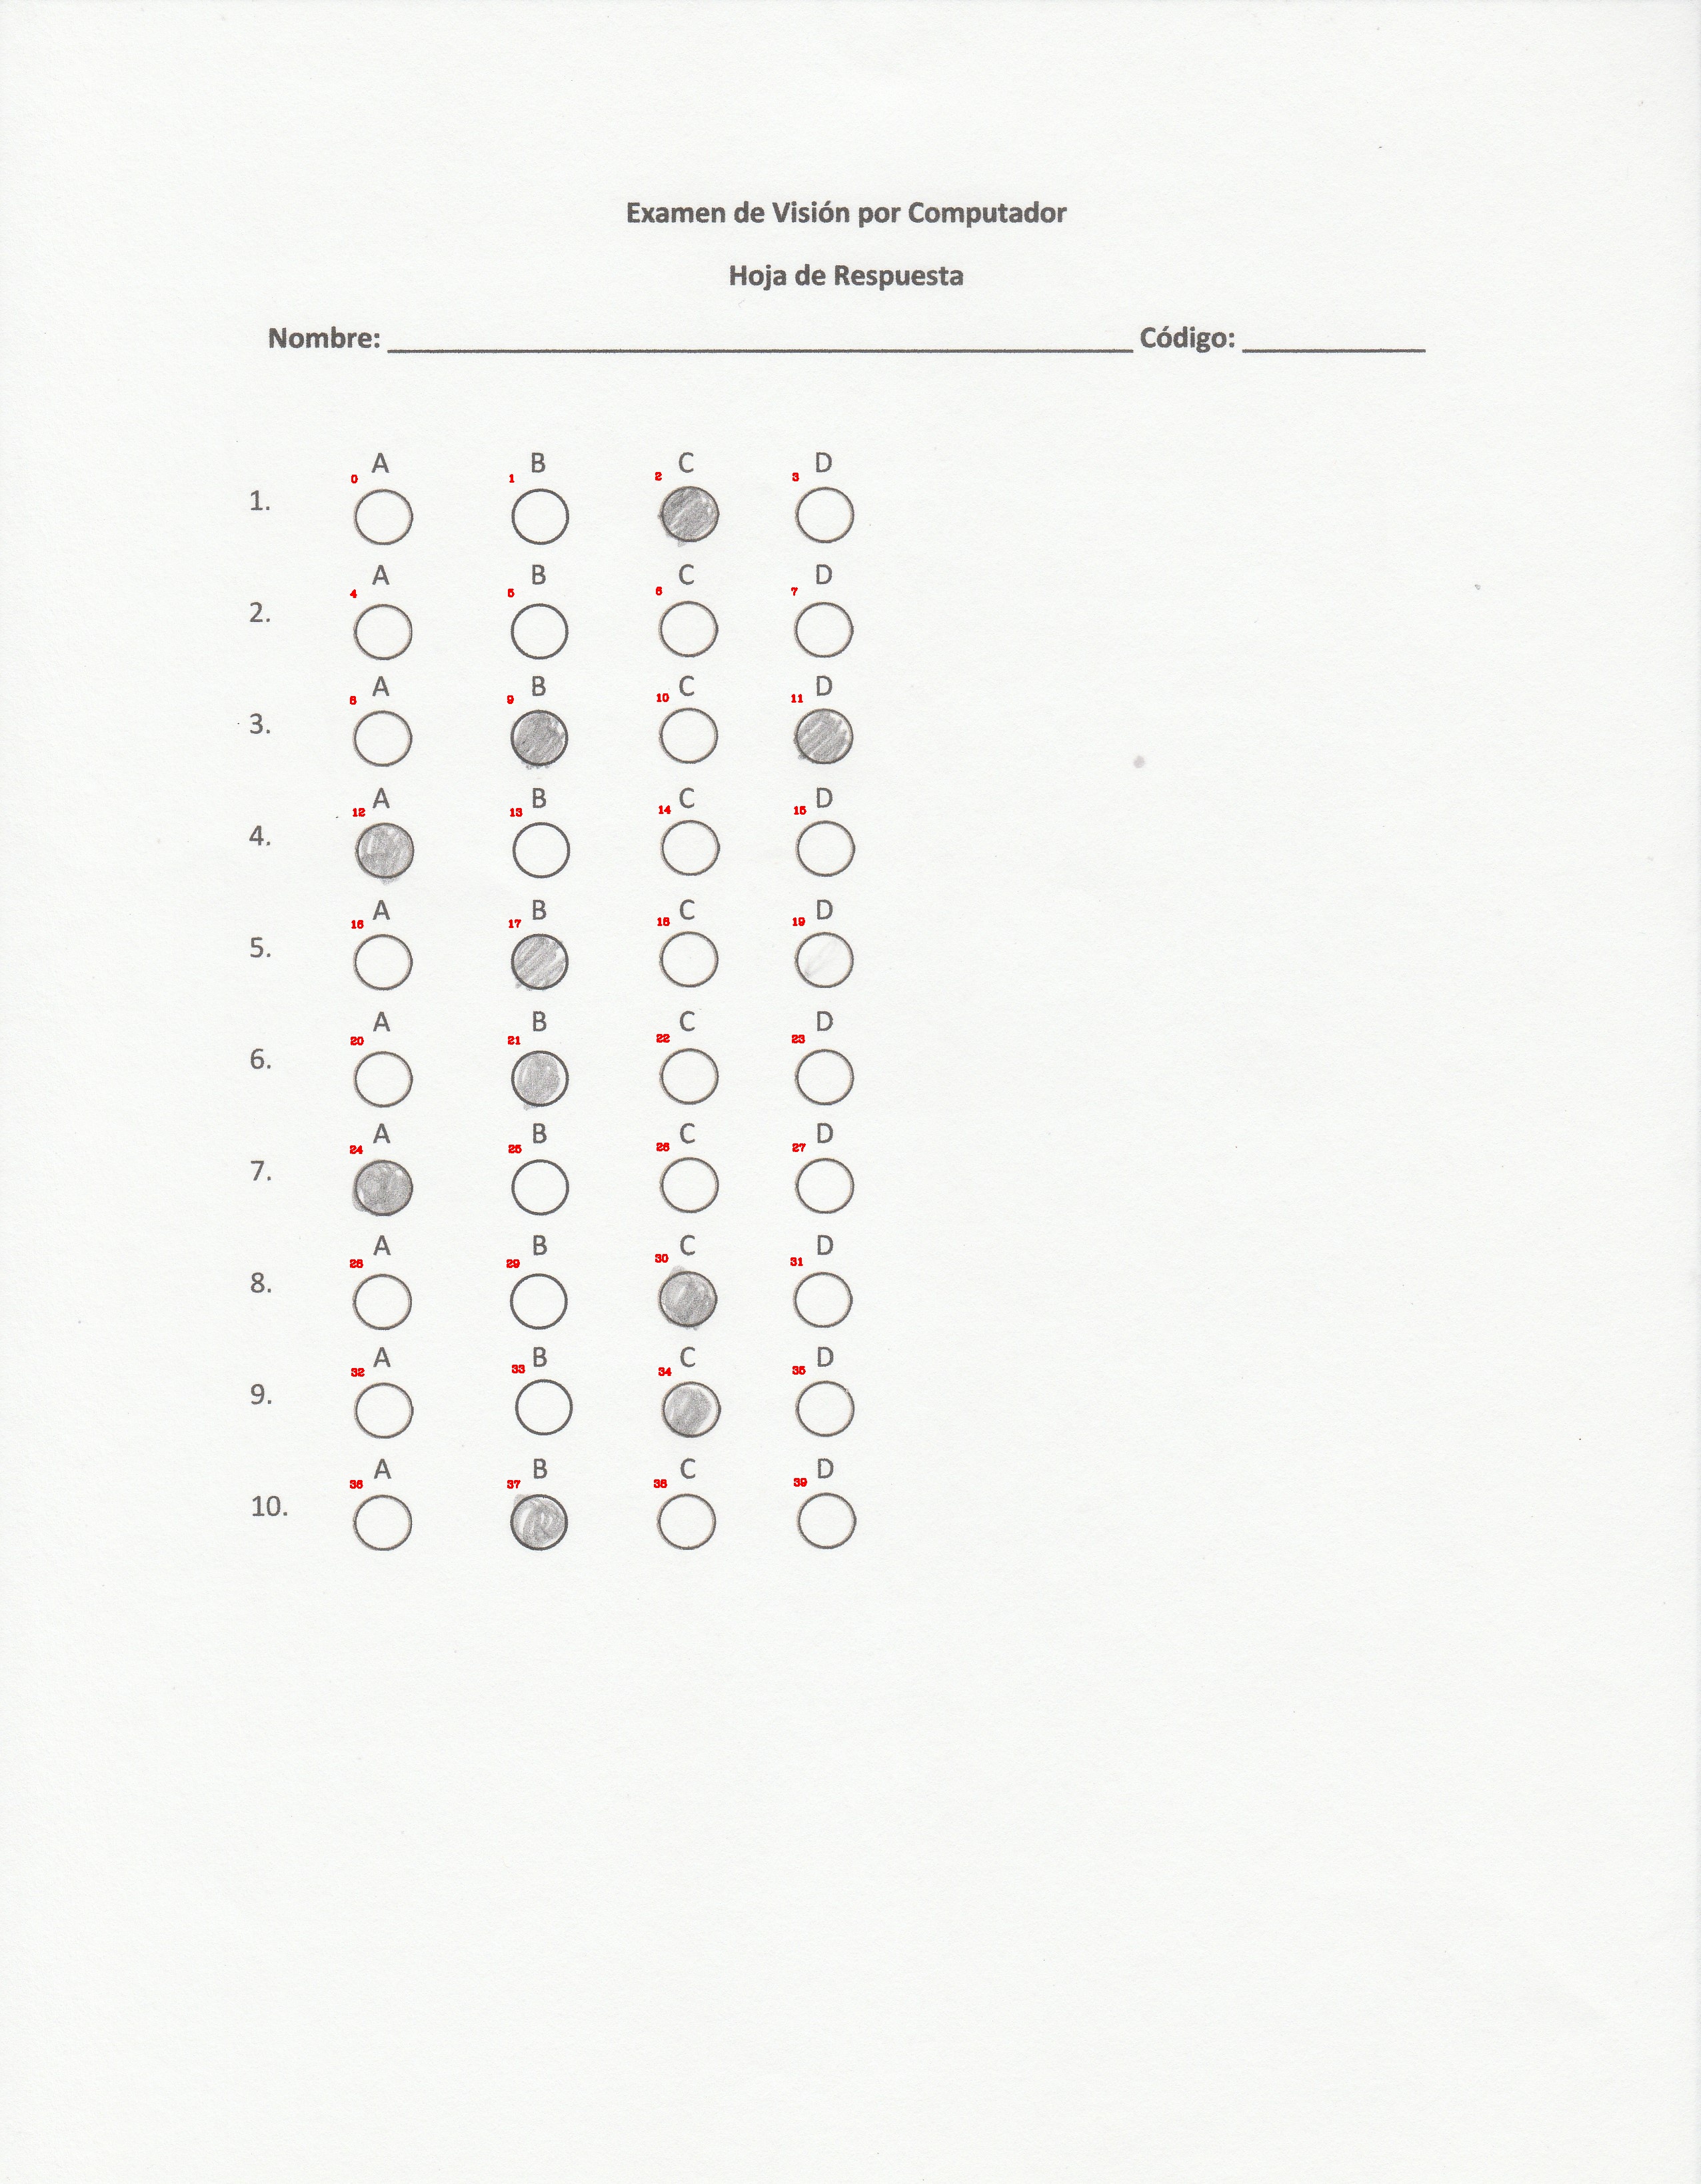 Examen de Visión por Computador
Hoja de Respuesta
Nombre: Código:
A B C D
0 1 2 3
1.
A B C D
4 5 6 7
2.
A B C D
8 9 10 11
3.
A B C D
12 13 14 15
4.
A B C D
16 17 18 19
5.
A B C D
20 21 22 23
6.
A B C D
24 25 26 27
7.
A B C D
28 29 30 31
8.
A B C D
32 33 34 35
9.
A B C D
36 37 38 39
10.